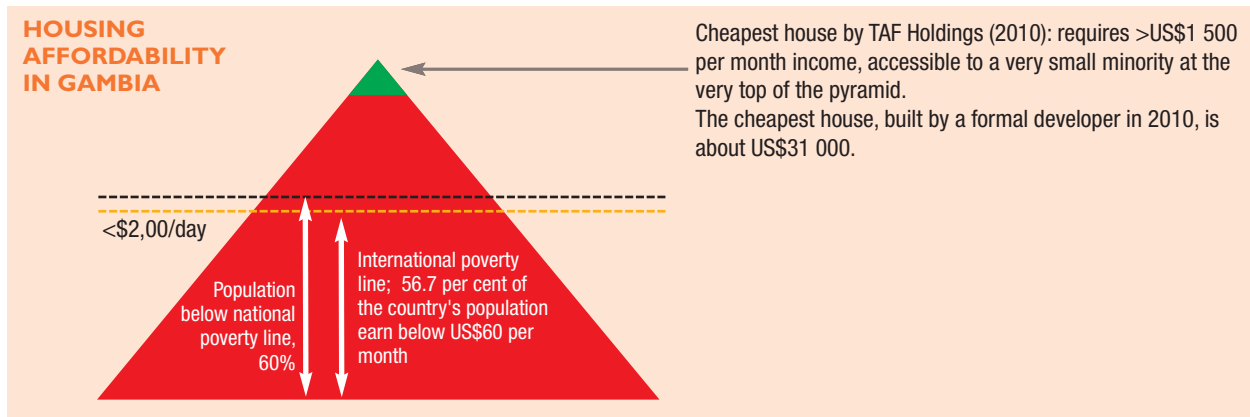 HOUSING
AFFORDABILITY
IN GAMBIA
Cheapest house by TAF Holdings (2010): requires >US$1 500
per month income, accessible to a very small minority at the
very top of the pyramid.
The cheapest house, built by a formal developer in 2010, is
about US$31 000.
<$2,00/day
Population
below national
poverty line,
60%
International poverty
line;  56.7 per cent of
the country's population
earn below US$60 per
month